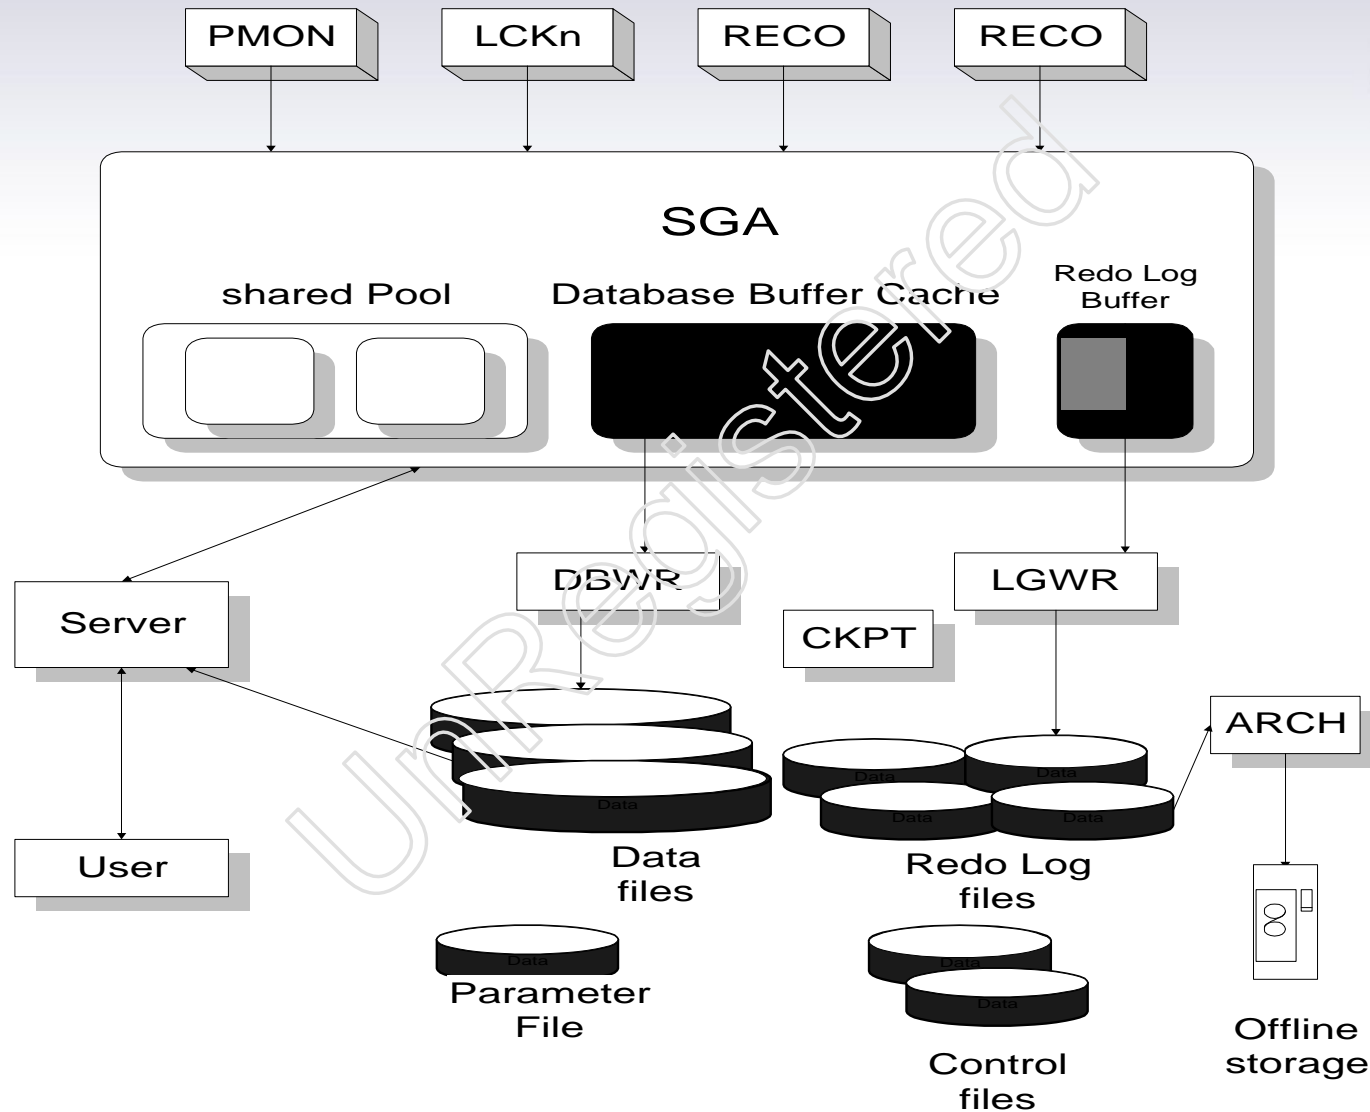 PMON
LCKn
RECO
RECO
SGA
shared Pool
Database Buffer Cache
Redo Log
Buffer
DBWR
LGWR
Server
CKPT
ARCH
Data
Data
Data
Data
Data
User
Data
files
Redo Log
files
Data
Data
Data
Parameter
File
Control
files
Offline
storage
UnRegistered